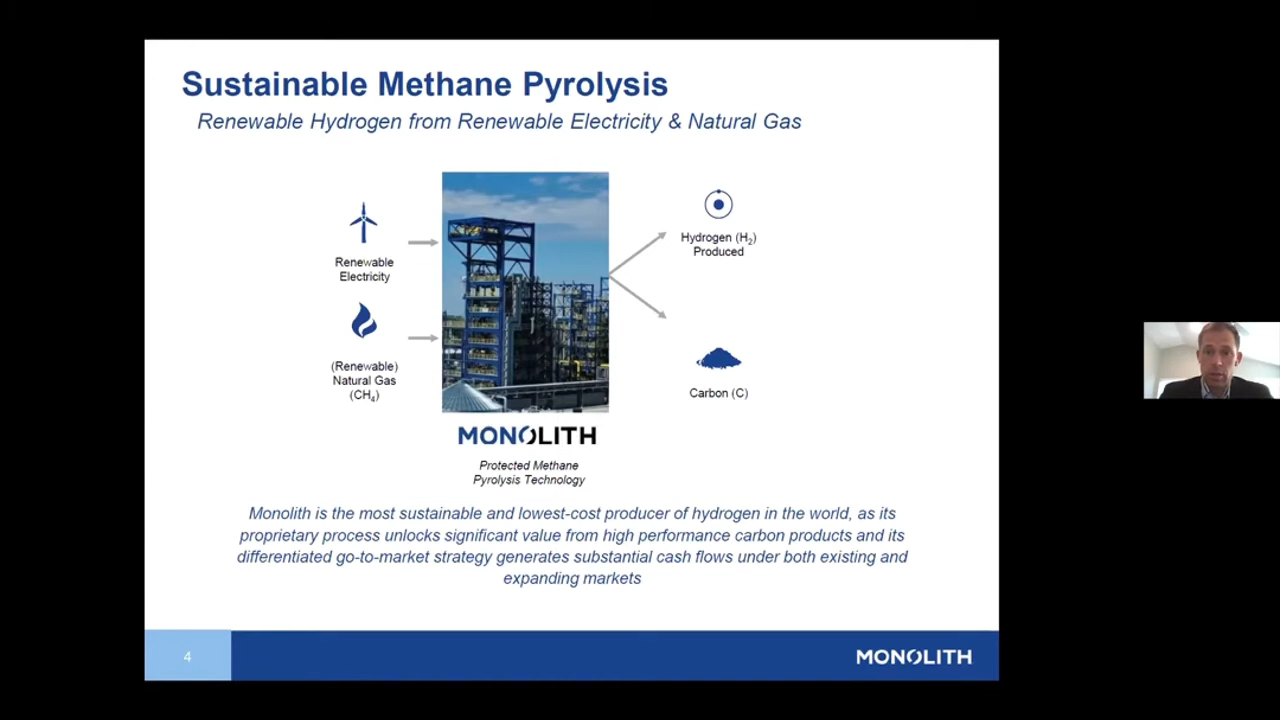 Sustainable Methane Pyrolysis
Renewable Hydrogen from Renewable Electricity & Natural Gas
Renewable
Electricity
(Renewable)
Natural Gas
(CH4)
Hydrogen (H2)
Produced
Carbon (C)
MONOLITH
Protected Methane
Pyrolysis Technology
Monolith is the most sustainable and lowest-cost producer of hydrogen in the world, as its
proprietary process unlocks significant value from high performance carbon products and its
differentiated go-to-market strategy generates substantial cash flows under both existing and
expanding markets
4
MONOLITH